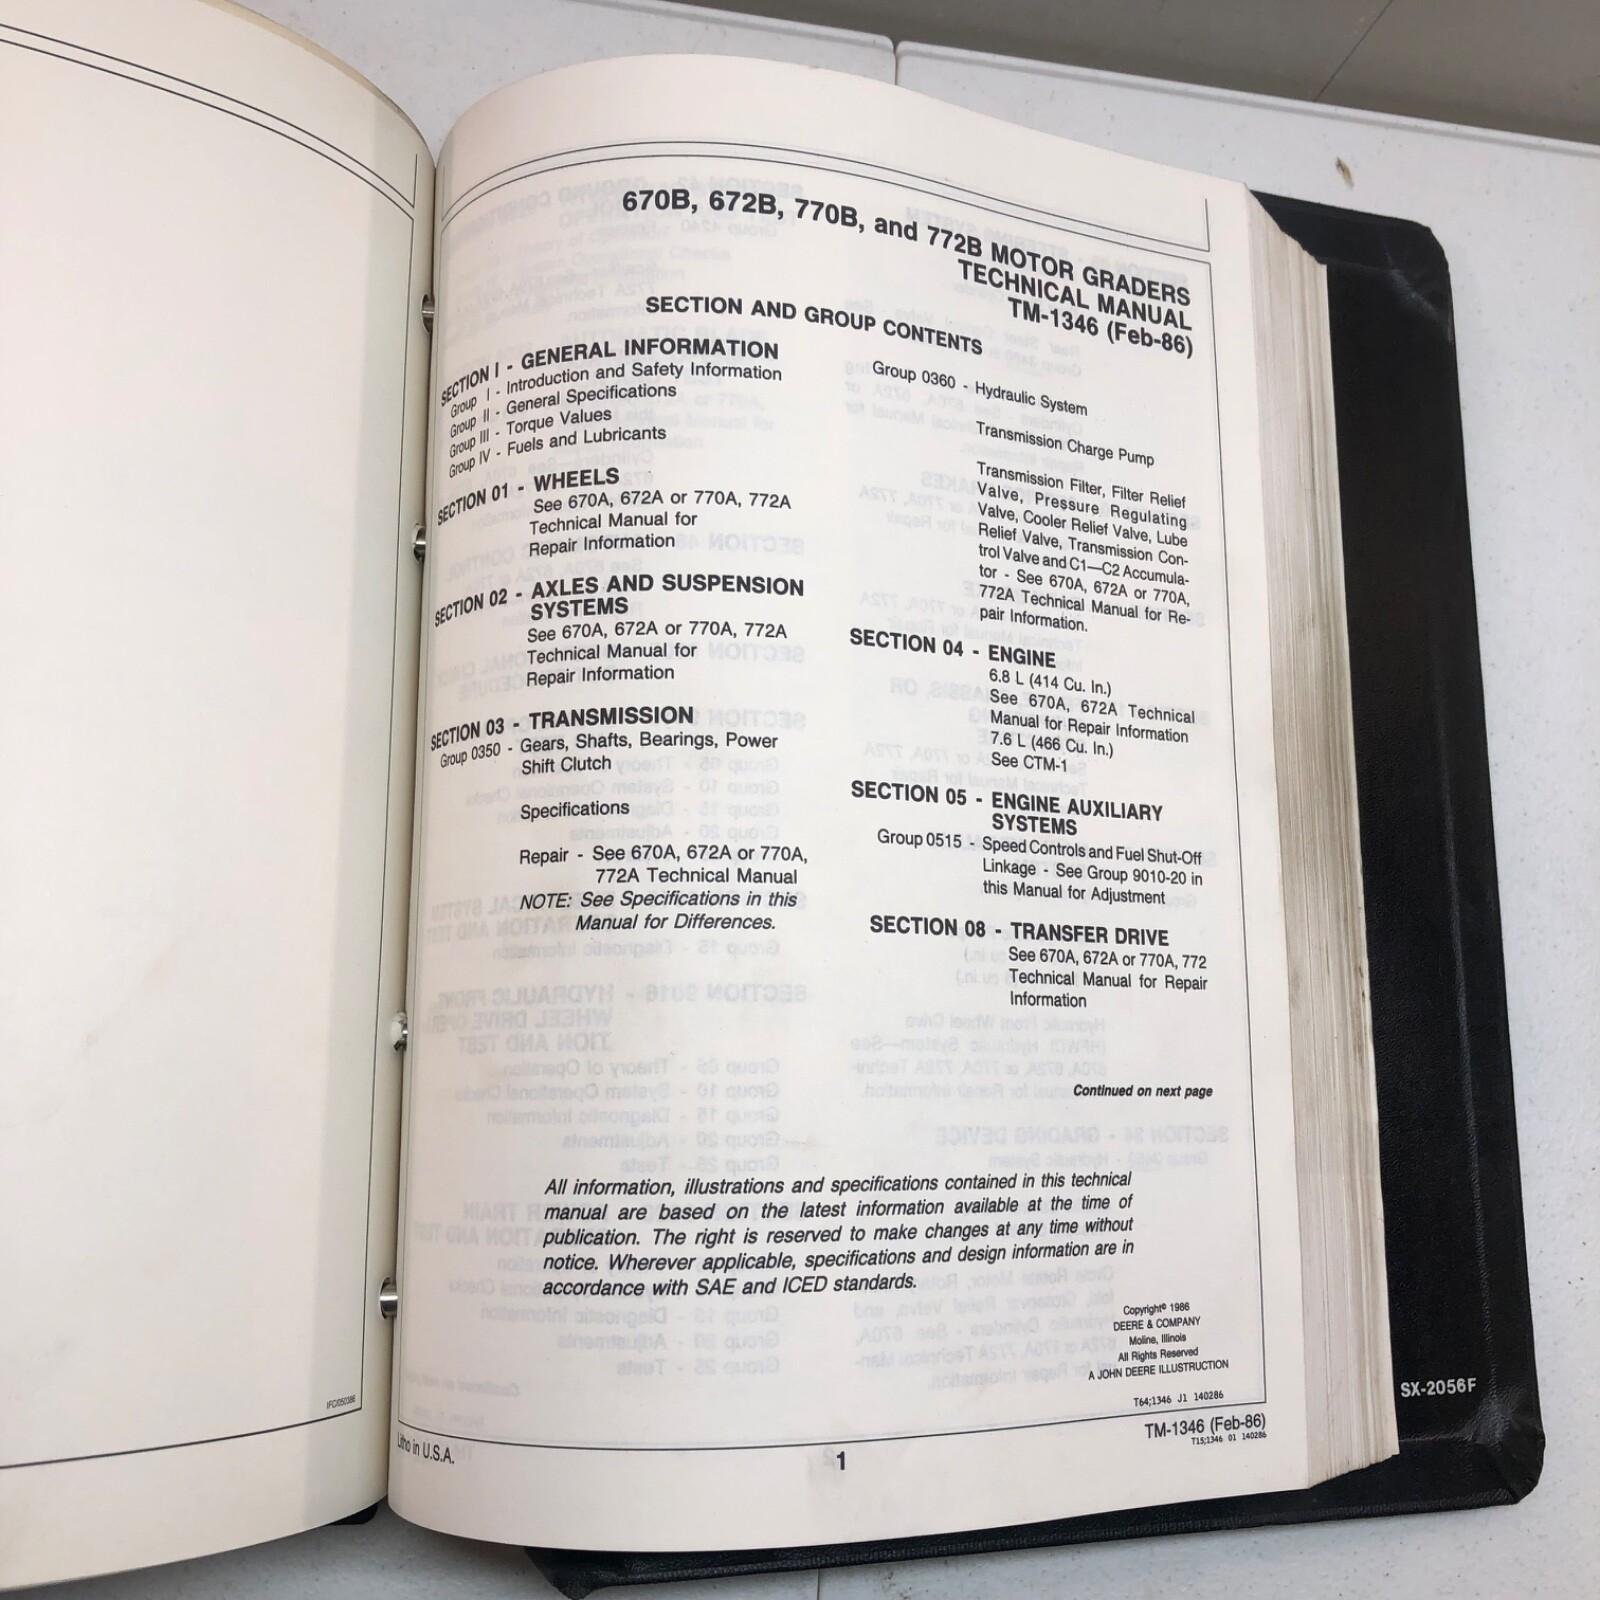 670B, 672B, 770B, and 772B MOTOR GRADERS
TECHNICAL MANUAL
TM-1346 (Feb-86)
SECTION AND GROUP CONTENTS
SECTION I - GENERAL INFORMATION
Group I - Introduction and Safety Information
Group II - General Specifications
Group III - Torque Values
Group IV - Fuels and Lubricants
SECTION 01 - WHEELS
See 670A, 672A or 770A, 772A
Technical Manual for
Repair Information
SECTION 02 - AXLES AND SUSPENSION
SYSTEMS
See 670A, 672A or 770A, 772A
Technical Manual for
Repair Information
SECTION 03 - TRANSMISSION
Group 0350 - Gears, Shafts, Bearings, Power
Shift Clutch
Specifications
Repair - See 670A, 672A or 770A,
772A Technical Manual
NOTE: See Specifications in this
Manual for Differences.
Group 0360 - Hydraulic System
Transmission Charge Pump
Transmission Filter, Filter Relief
Valve, Pressure Regulating
Valve, Cooler Relief Valve, Lube
Relief Valve, Transmission Con-
trol Valve and C1—C2 Accumula-
tor - See 670A, 672A or 770A,
772A Technical Manual for Re-
pair Information.
SECTION 04 - ENGINE
6.8 L (414 Cu. In.)
See 670A, 672A Technical
Manual for Repair Information
7.6 L (466 Cu. In.)
See CTM-1
SECTION 05 - ENGINE AUXILIARY
SYSTEMS
Group 0515 - Speed Controls and Fuel Shut-Off
Linkage - See Group 9010-20 in
this Manual for Adjustment
SECTION 08 - TRANSFER DRIVE
See 670A, 672A or 770A, 772
Technical Manual for Repair
Information
Continued on next page
All information, illustrations and specifications contained in this technical
manual are based on the latest information available at the time of
publication. The right is reserved to make changes at any time without
notice. Wherever applicable, specifications and design information are in
accordance with SAE and ICED standards.
Copyright© 1986
DEERE & COMPANY
Moline, Illinois
All Rights Reserved
A JOHN DEERE ILLUSTRUCTION
T64;1346 J1 140286
TM-1346 (Feb-86)
T15;1346 01 140286
Litho in U.S.A.
1
IFC/050386
SX-2056F